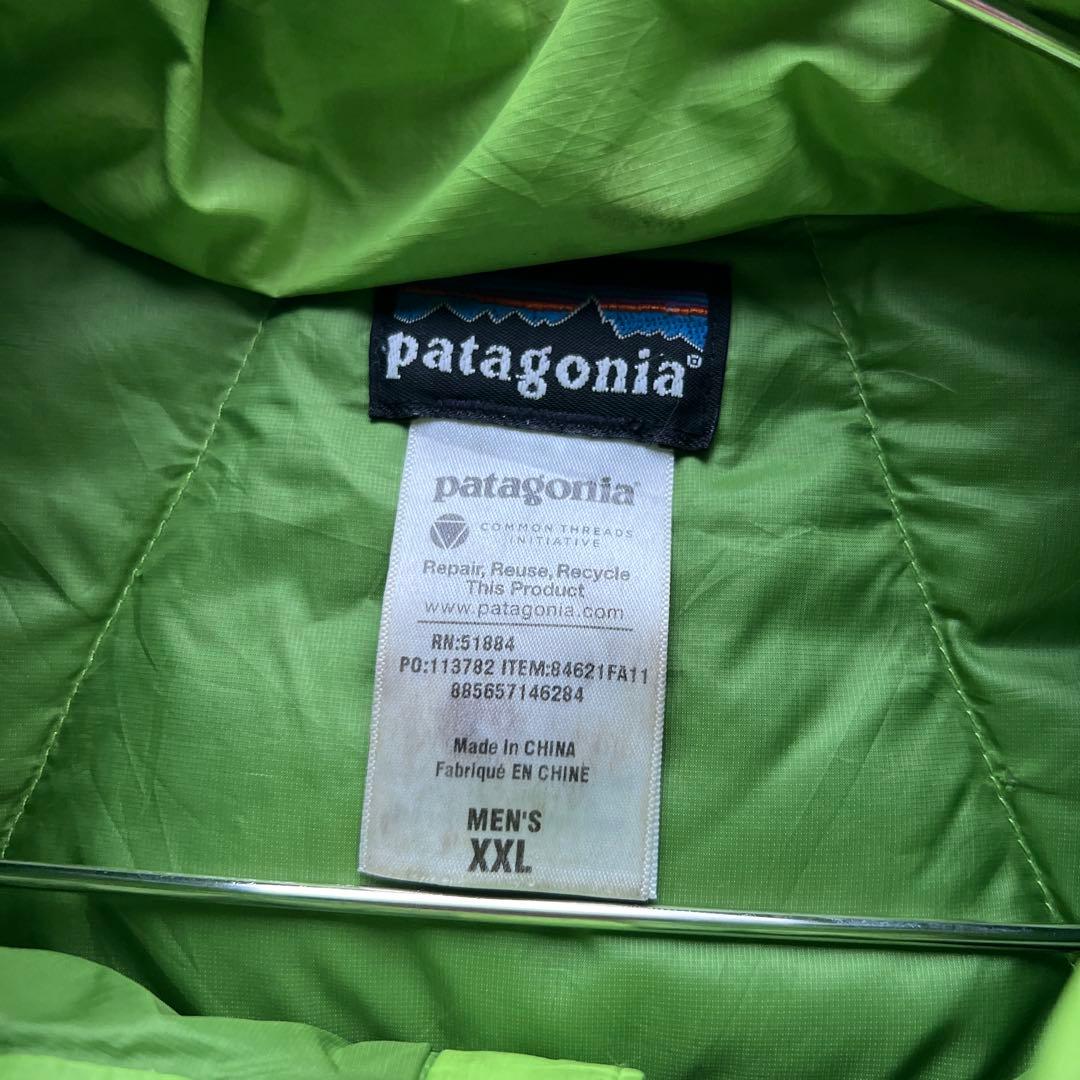 patagonia®
patagonia®
COMMON THREADS
INITIATIVE
Repair, Reuse, Recycle
This Product
www.patagonia.com
RN:51884
PO:113782 ITEM:84621FA11
885657146284
Made in CHINA
Fabriqué EN CHINE
MEN'S
XXL